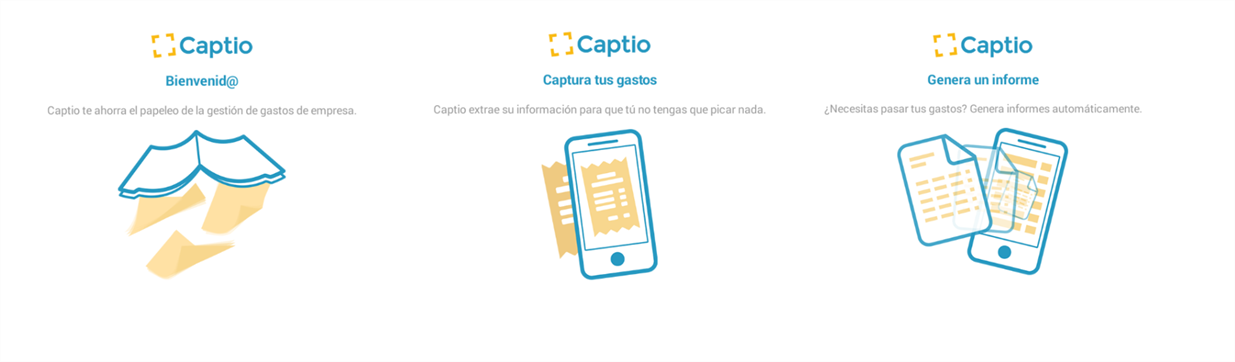 Captio
Bienvenid@
Captio te ahorra el papeleo de la gestión de gastos de empresa.
Captio
Captura tus gastos
Captio extrae su información para que tú no tengas que picar nada.
Captio
Genera un informe
¿Necesitas pasar tus gastos? Genera informes automáticamente.